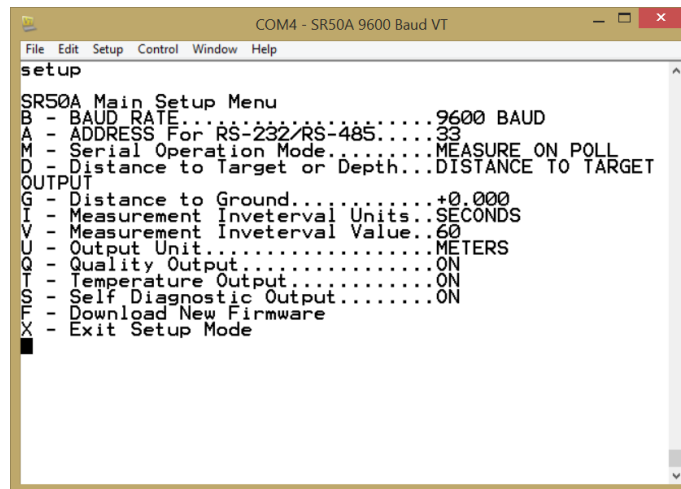 COM4 - SR50A 9600 Baud VT
File Edit Setup Control Window Help
setup
SR50A Main Setup Menu
B - BAUD RATE......................9600 BAUD
A - ADDRESS For RS-232/RS-485.....33
M - Serial Operation Mode.........MEASURE ON POLL
D - Distance to Target or Depth...DISTANCE TO TARGET
OUTPUT
G - Distance to Ground............+0.000
I - Measurement Inveterval Units..SECONDS
V - Measurement Inveterval Value..60
U - Output Unit...................METERS
Q - Quality Output................ON
T - Temperature Output............ON
S - Self Diagnostic Output........ON
F - Download New Firmware
X - Exit Setup Mode